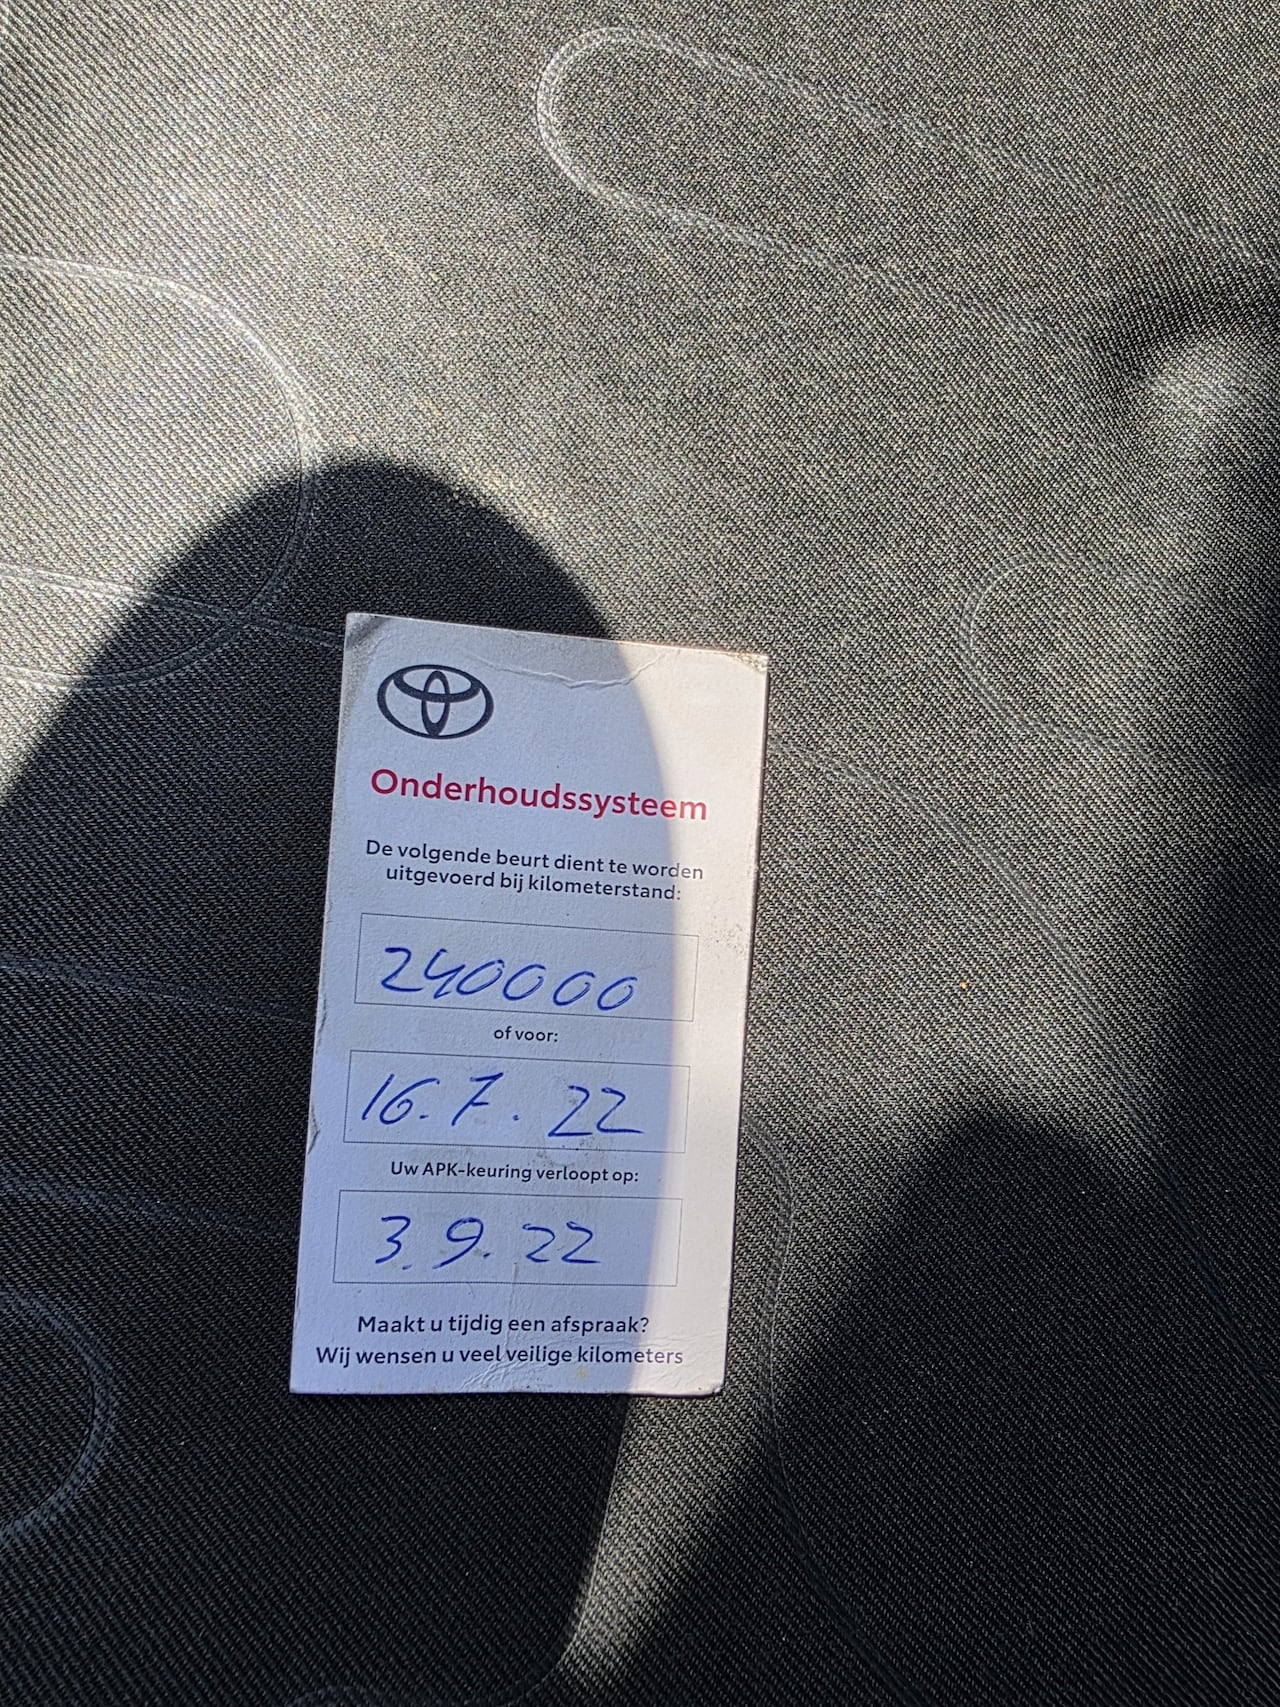 Onderhoudssysteem
De volgende beurt dient te worden
uitgevoerd bij kilometerstand:
240000
of voor:
16.7.22
Uw APK-keuring verloopt op:
3.9.22
Maakt u tijdig een afspraak?
Wij wensen u veel veilige kilometers